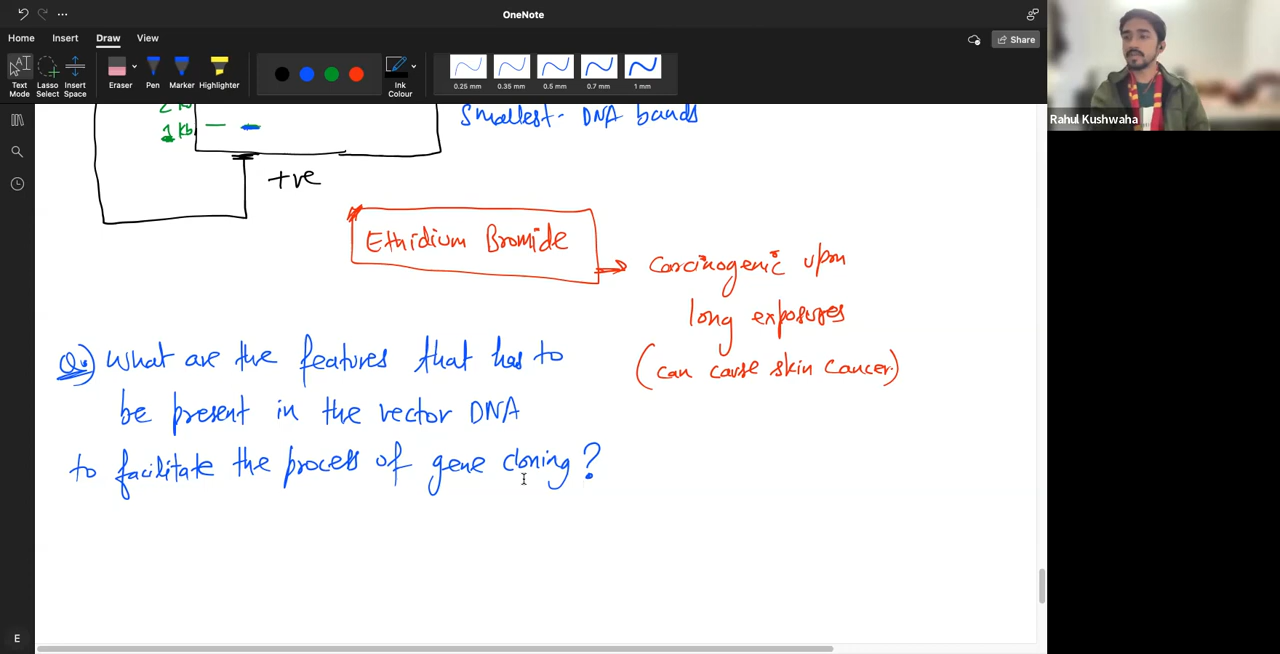 OneNote
Home Insert Draw View
Share
Text Mode
Lasso Select
Insert Space
Eraser
Pen
Marker
Highlighter
Ink Colour
0.25 mm
0.35 mm
0.5 mm
0.7 mm
1 mm
Rahul Kushwaha
1 kb
Smallest DNA bands
+ve
Ethidium Bromide
Carcinogenic upon
long exposures
(can cause skin cancer.)
Qs) What are the features that has to
be present in the vector DNA
to facilitate the process of gene cloning?
E